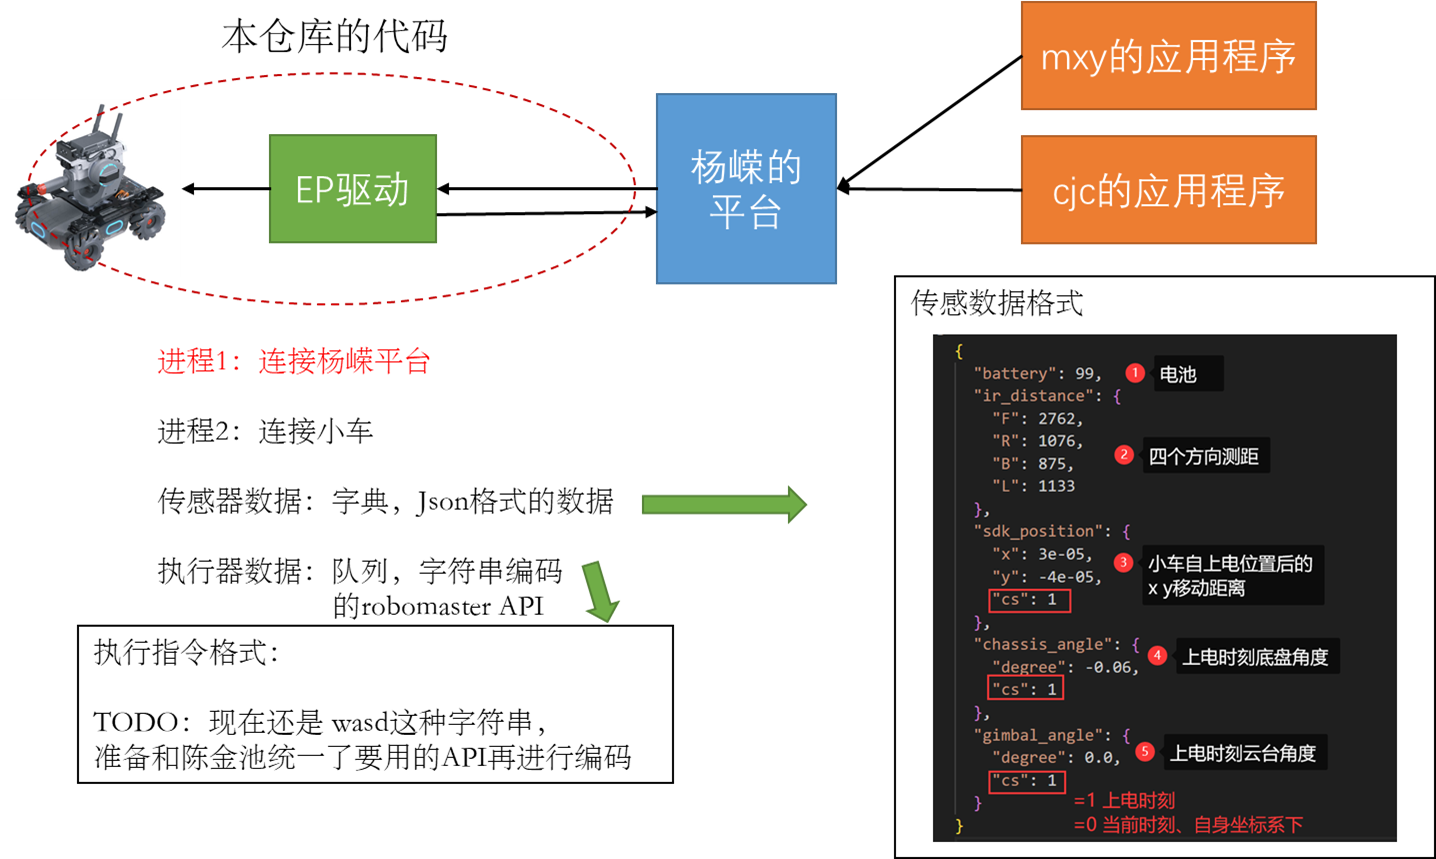 本仓库的代码
EP驱动
杨嵘的
平台
mxy的应用程序
cjc的应用程序
进程1：连接杨嵘平台
进程2：连接小车
传感器数据：字典，Json格式的数据
执行器数据：队列，字符串编码
的robomaster API
执行指令格式：
TODO：现在还是 wasd这种字符串，
准备和陈金池统一了要用的API再进行编码
传感数据格式
{
"battery": 99, 1 电池
"ir_distance": {
"F": 2762,
"R": 1076,
"B": 875, 2 四个方向测距
"L": 1133
},
"sdk_position": {
"x": 3e-05, 3 小车自上电位置后的
"y": -4e-05, x y移动距离
"cs": 1
},
"chassis_angle": { 4 上电时刻底盘角度
"degree": -0.06,
"cs": 1
},
"gimbal_angle": { 5 上电时刻云台角度
"degree": 0.0,
"cs": 1
} =1 上电时刻
} =0 当前时刻、自身坐标系下